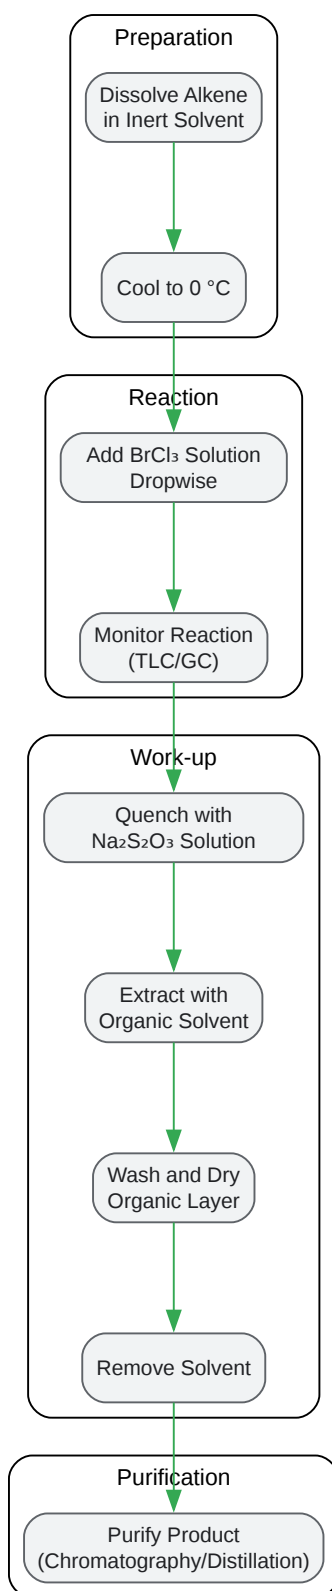 Preparation
Dissolve Alkene
in Inert Solvent
Cool to 0 °C
Reaction
Add BrCl₃ Solution
Dropwise
Monitor Reaction
(TLC/GC)
Work-up
Quench with
Na₂S₂O₃ Solution
Extract with
Organic Solvent
Wash and Dry
Organic Layer
Remove Solvent
Purification
Purify Product
(Chromatography/Distillation)